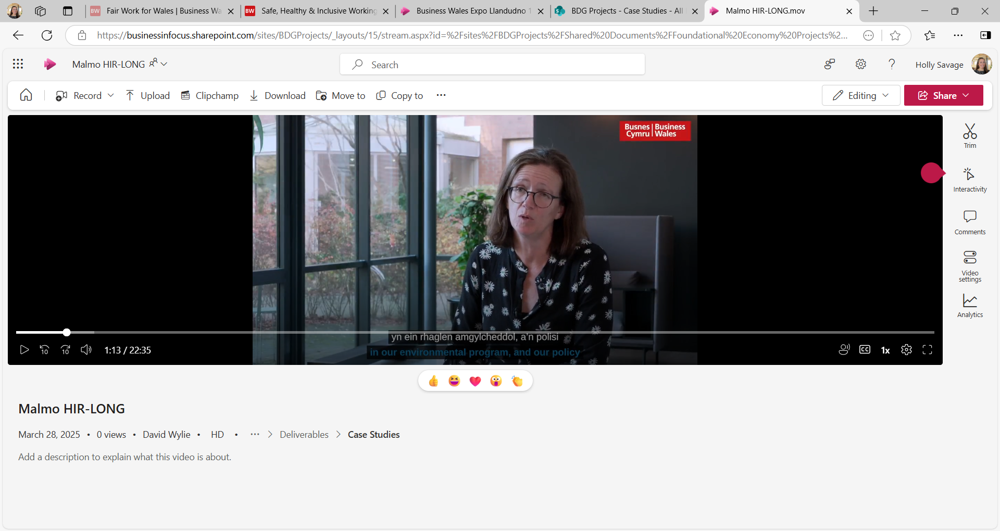 Fair Work for Wales | Business Wa
Safe, Healthy & Inclusive Working
Business Wales Expo Llandudno 1
BDG Projects - Case Studies - All
Malmo HIR-LONG.mov
https://businessinfocus.sharepoint.com/sites/BDGProjects/_layouts/15/stream.aspx?id=%2Fsites%2FBDGProjects%2FShared%20Documents%2FFoundational%20Economy%20Projects%2...
Malmo HIR-LONG
Search
Holly Savage
Record
Upload
Clipchamp
Download
Move to
Copy to
Editing
Share
Busnes | Business
Cymru | Wales
Trim
Interactivity
Comments
Video
settings
Analytics
yn ein rhaglen amgylcheddol, a'n polisi
in our environmental program, and our policy
10
10
1:13 / 22:35
CC
1x
Malmo HIR-LONG
March 28, 2025 • 0 views • David Wylie • HD • ... > Deliverables > Case Studies
Add a description to explain what this video is about.